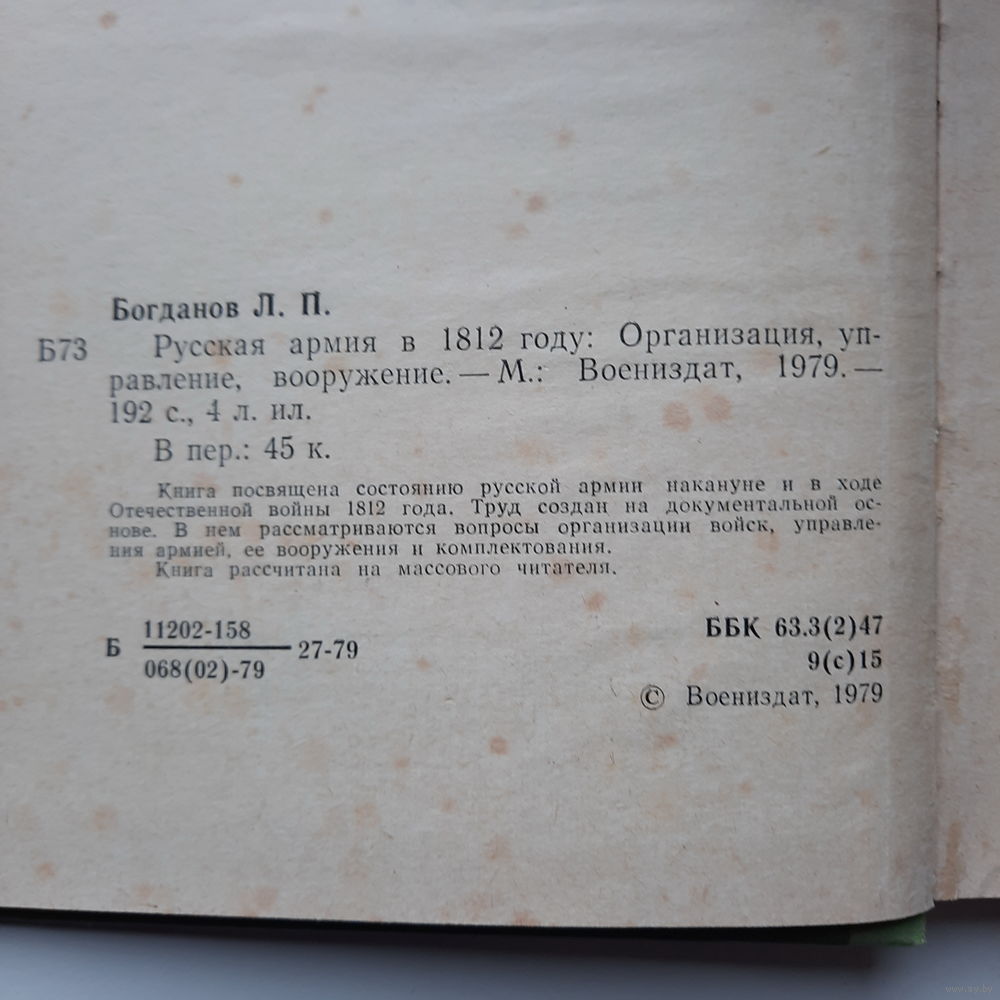 Богданов Л. П.
Б73 Русская армия в 1812 году: Организация, уп-
равление, вооружение. — М.: Воениздат, 1979. —
192 с., 4 л. ил.
В пер.: 45 к.
Книга посвящена состоянию русской армии накануне и в ходе
Отечественной войны 1812 года. Труд создан на документальной ос-
нове. В нем рассматриваются вопросы организации войск, управле-
ния армией, ее вооружения и комплектования.
Книга рассчитана на массового читателя.
11202-158
Б 27-79
068(02)-79
ББК 63.3(2)47
9(с)15
© Воениздат, 1979
www.ay.by